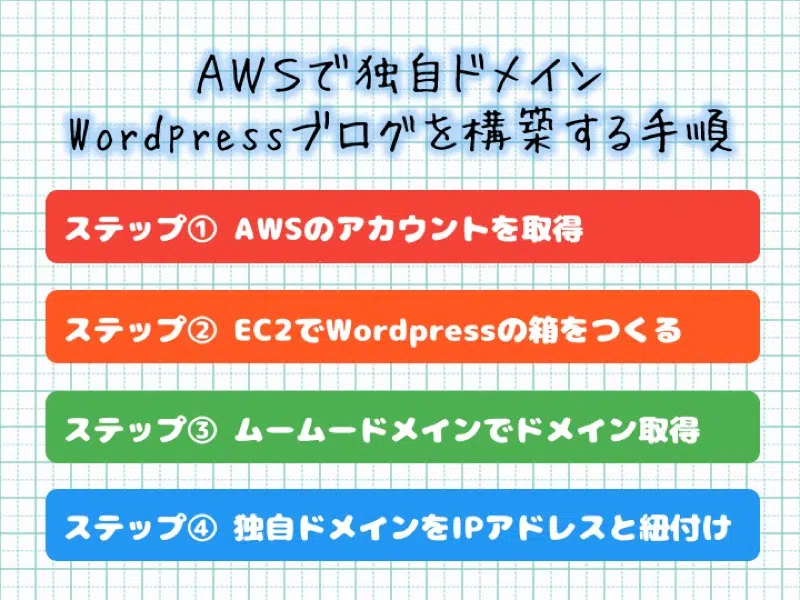 AWSで独自ドメイン
Wordpressブログを構築する手順
ステップ① AWSのアカウントを取得
ステップ② EC2でWordpressの箱をつくる
ステップ③ ムームードメインでドメイン取得
ステップ④ 独自ドメインをIPアドレスと紐付け